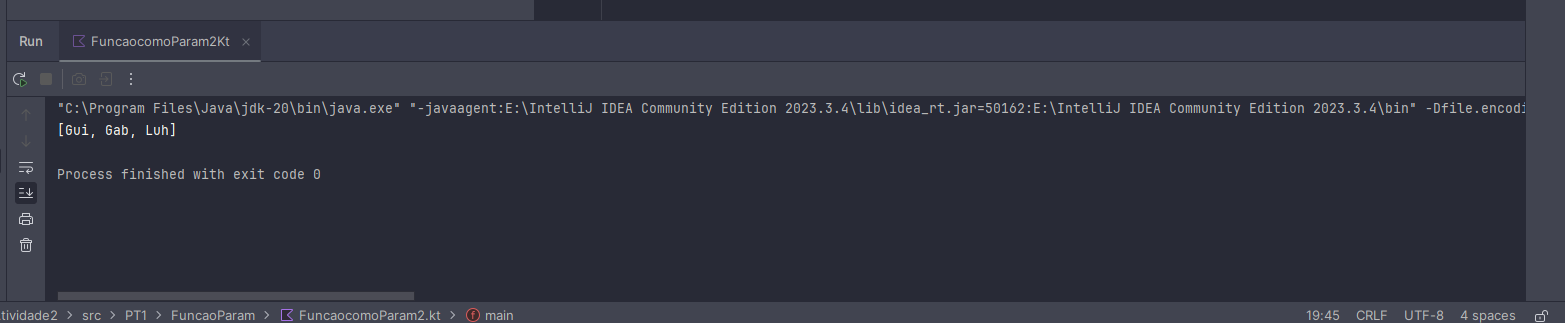 Run FuncaocomoParam2Kt ×
"C:\Program Files\Java\jdk-20\bin\java.exe" "-javaagent:E:\IntelliJ IDEA Community Edition 2023.3.4\lib\idea_rt.jar=50162:E:\IntelliJ IDEA Community Edition 2023.3.4\bin" -Dfile.encodi
[Gui, Gab, Luh]
Process finished with exit code 0
tividade2 > src > PT1 > FuncaoParam > FuncaocomoParam2.kt > f main 19:45 CRLF UTF-8 4 spaces